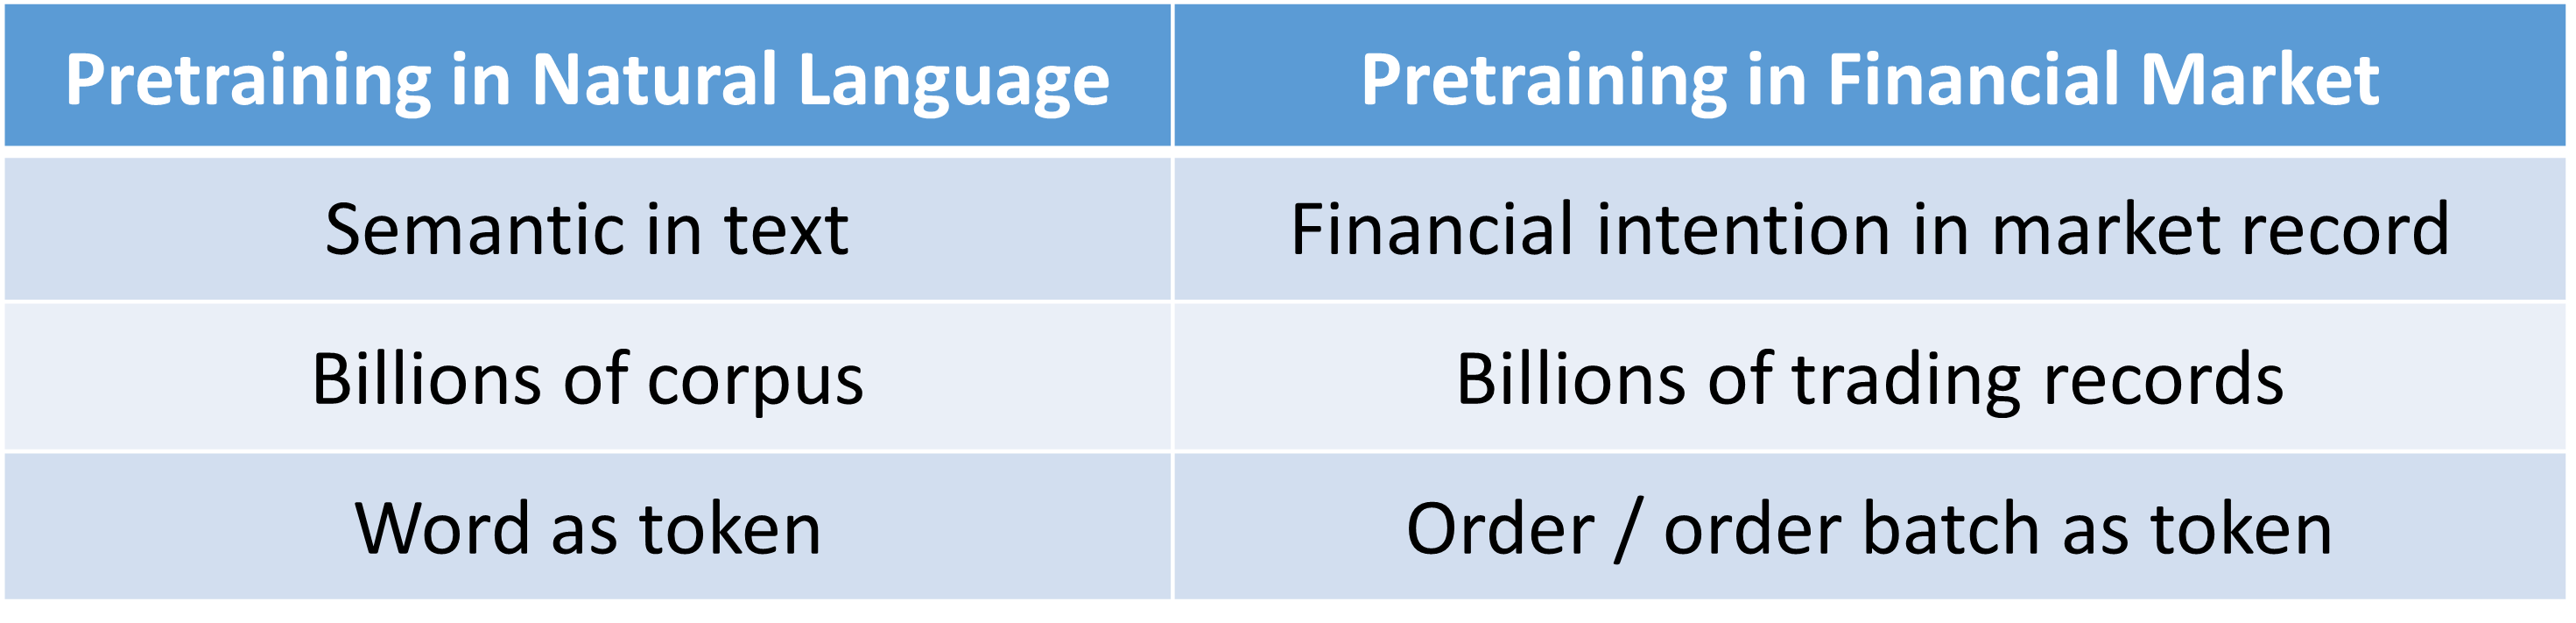 Pretraining in Natural Language
Pretraining in Financial Market
Semantic in text
Financial intention in market record
Billions of corpus
Billions of trading records
Word as token
Order / order batch as token